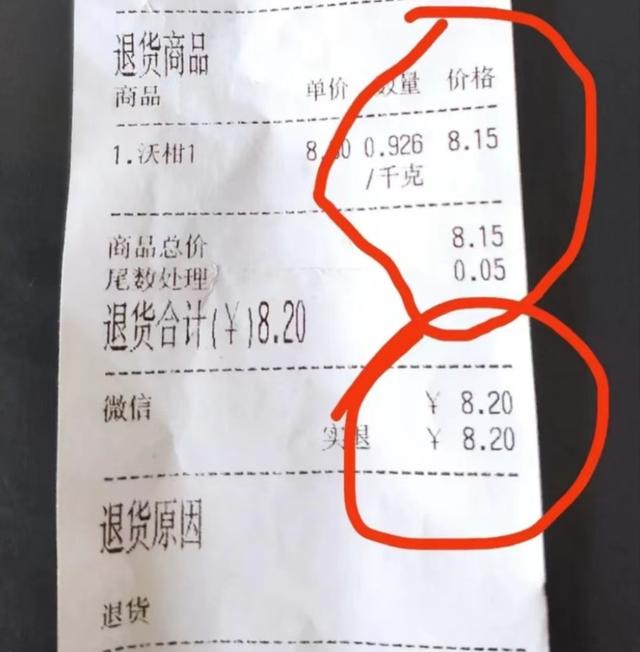 退货商品
商品 单价 数量 价格
1.沃柑1 8.80 0.926 8.15
/千克
商品总价 8.15
尾数处理 0.05
退货合计(¥)8.20
微信 ¥ 8.20
实退 ¥ 8.20
退货原因
退货